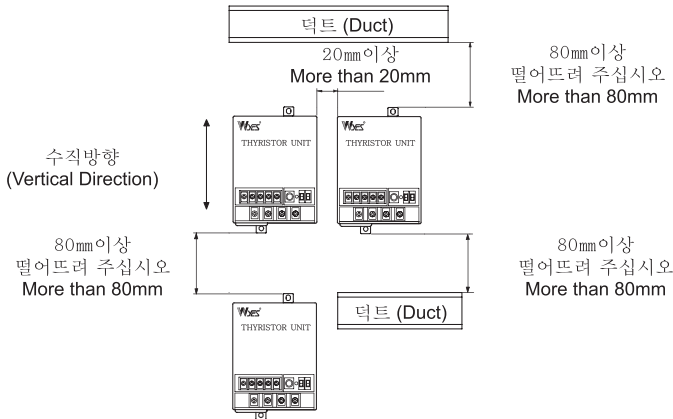 덕트 (Duct)
20㎜이상
More than 20mm
80㎜이상
떨어뜨려 주십시오
More than 80mm
THYRISTOR UNIT
THYRISTOR UNIT
수직방향
(Vertical Direction)
80㎜이상
떨어뜨려 주십시오
More than 80mm
80㎜이상
떨어뜨려 주십시오
More than 80mm
덕트 (Duct)
THYRISTOR UNIT